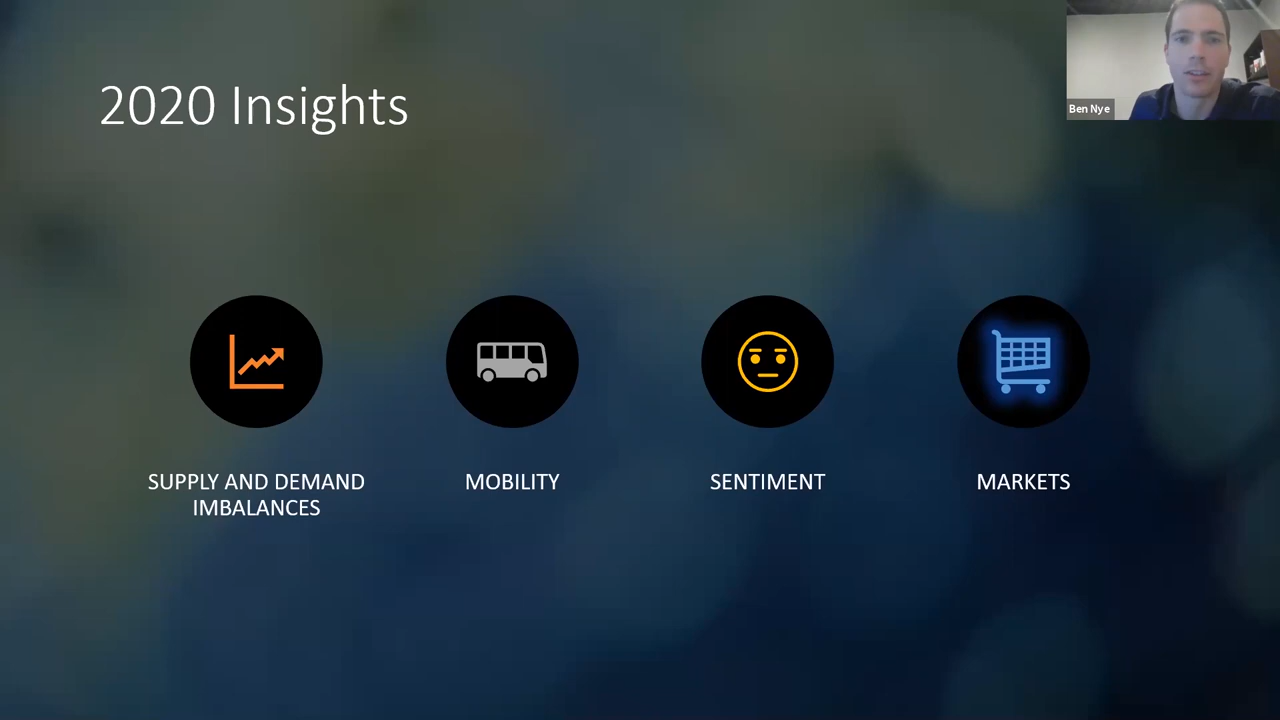 2020 Insights
Ben Nye
SUPPLY AND DEMAND
IMBALANCES
MOBILITY
SENTIMENT
MARKETS